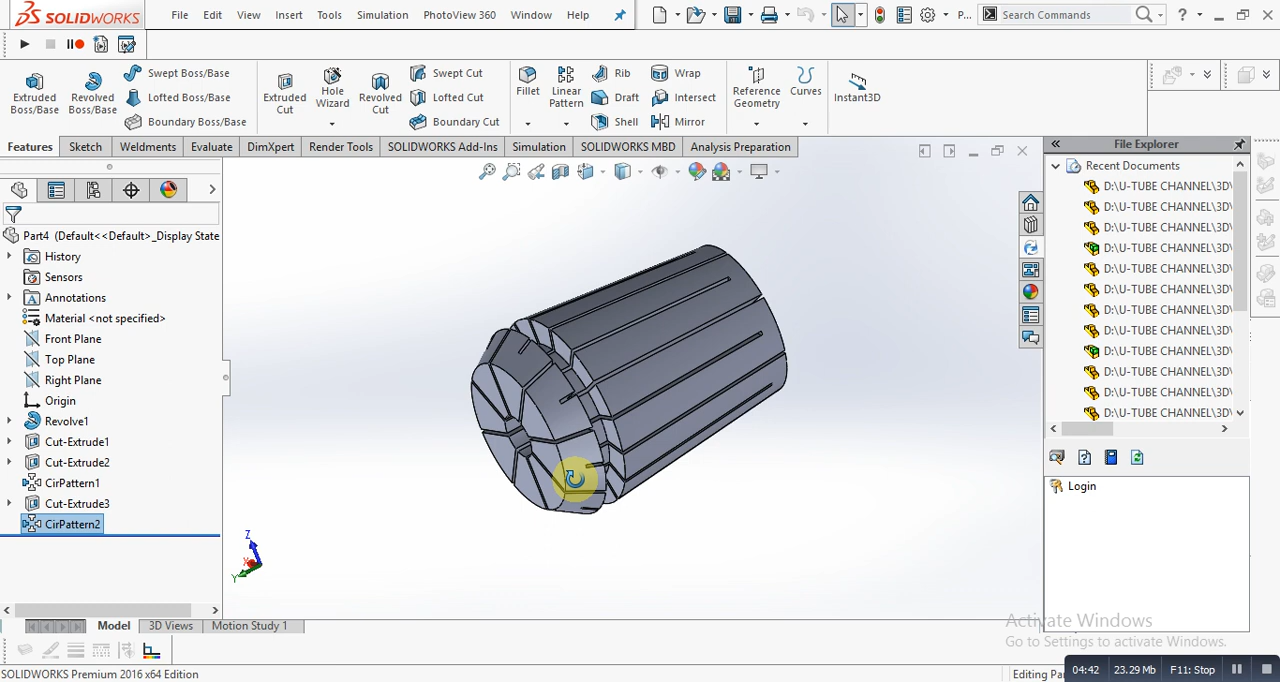 SOLIDWORKS File Edit View Insert Tools Simulation PhotoView 360 Window Help P... Search Commands ?
Extruded Boss/Base
Revolved Boss/Base
Swept Boss/Base
Lofted Boss/Base
Boundary Boss/Base
Extruded Cut
Hole Wizard
Revolved Cut
Swept Cut
Lofted Cut
Boundary Cut
Fillet
Linear Pattern
Rib
Draft
Shell
Wrap
Intersect
Mirror
Reference Geometry
Curves
Instant3D
Features Sketch Weldments Evaluate DimXpert Render Tools SOLIDWORKS Add-Ins Simulation SOLIDWORKS MBD Analysis Preparation
Part4 (Default<<Default>_Display State
History
Sensors
Annotations
Material <not specified>
Front Plane
Top Plane
Right Plane
Origin
Revolve1
Cut-Extrude1
Cut-Extrude2
CirPattern1
Cut-Extrude3
CirPattern2
Z
X
Y
File Explorer
Recent Documents
D:\U-TUBE CHANNEL\3D\
D:\U-TUBE CHANNEL\3D\
D:\U-TUBE CHANNEL\3D\
D:\U-TUBE CHANNEL\3D\
D:\U-TUBE CHANNEL\3D\
D:\U-TUBE CHANNEL\3D\
D:\U-TUBE CHANNEL\3D\
D:\U-TUBE CHANNEL\3D\
D:\U-TUBE CHANNEL\3D\
D:\U-TUBE CHANNEL\3D\
D:\U-TUBE CHANNEL\3D\
D:\U-TUBE CHANNEL\3D\
Login
Activate Windows
Go to Settings to activate Windows.
Model 3D Views Motion Study 1
SOLIDWORKS Premium 2016 x64 Edition
Editing Pa
04:42 23.29 Mb F11: Stop